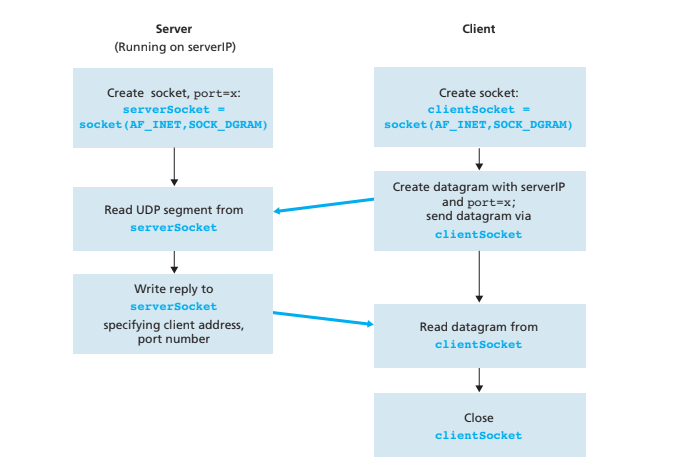 Server
(Running on serverIP)
Create socket, port=x:
serverSocket =
socket(AF_INET,SOCK_DGRAM)
Read UDP segment from
serverSocket
Write reply to
serverSocket
specifying client address,
port number
Client
Create socket:
clientSocket =
socket(AF_INET,SOCK_DGRAM)
Create datagram with serverIP
and port=x;
send datagram via
clientSocket
Read datagram from
clientSocket
Close
clientSocket